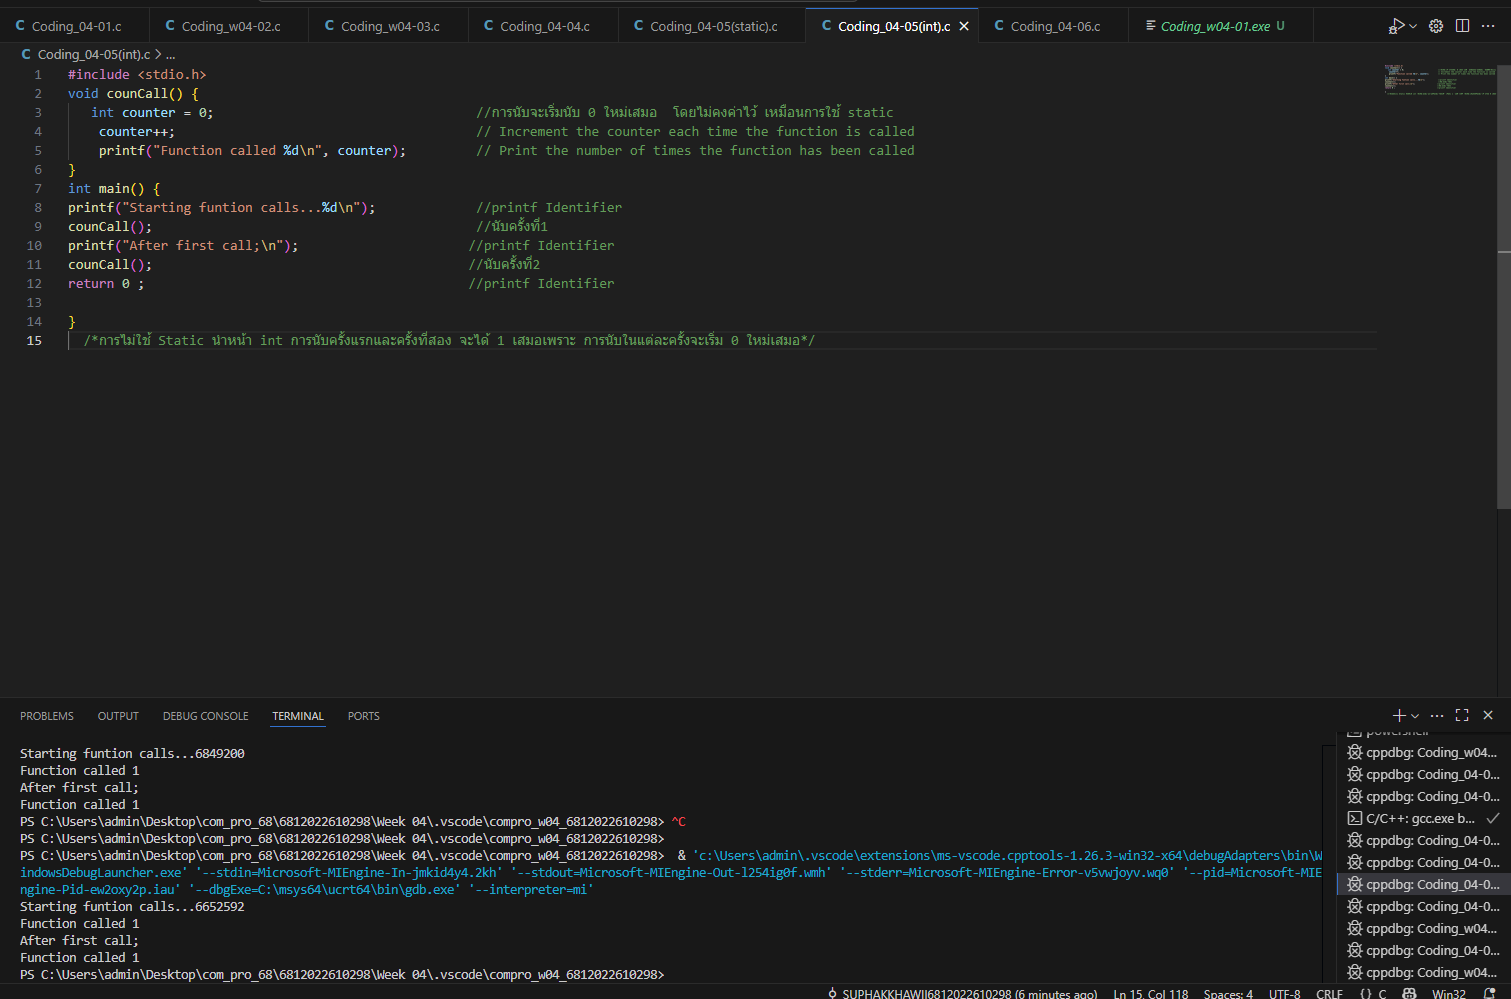 C Coding_04-01.c
C Coding_w04-02.c
C Coding_w04-03.c
C Coding_04-04.c
C Coding_04-05(static).c
C Coding_04-05(int).c
C Coding_04-06.c
Coding_w04-01.exe U
C Coding_04-05(int).c > ...
1 #include <stdio.h>
2 void counCall() {
3 int counter = 0; //การนับจะเริ่มนับ 0 ใหม่เสมอ โดยไม่คงค่าไว้ เหมือนการใช้ static
4 counter++; // Increment the counter each time the function is called
5 printf("Function called %d\n", counter); // Print the number of times the function has been called
6 }
7 int main() {
8 printf("Starting funtion calls...%d\n"); //printf Identifier
9 counCall(); //นับครั้งที่1
10 printf("After first call;\n"); //printf Identifier
11 counCall(); //นับครั้งที่2
12 return 0 ; //printf Identifier
13
14 }
15 /*การไม่ใช้ Static นำหน้า int การนับครั้งแรกและครั้งที่สอง จะได้ 1 เสมอเพราะ การนับในแต่ละครั้งจะเริ่ม 0 ใหม่เสมอ*/
PROBLEMS OUTPUT DEBUG CONSOLE TERMINAL PORTS
Starting funtion calls...6849200
Function called 1
After first call;
Function called 1
PS C:\Users\admin\Desktop\com_pro_68\6812022610298\Week 04\.vscode\compro_w04_6812022610298> ^C
PS C:\Users\admin\Desktop\com_pro_68\6812022610298\Week 04\.vscode\compro_w04_6812022610298>
PS C:\Users\admin\Desktop\com_pro_68\6812022610298\Week 04\.vscode\compro_w04_6812022610298> & 'c:\Users\admin\.vscode\extensions\ms-vscode.cpptools-1.26.3-win32-x64\debugAdapters\bin\W
indowsDebugLauncher.exe' '--stdin=Microsoft-MIEngine-In-jmkid4y4.2kh' '--stdout=Microsoft-MIEngine-Out-l254ig0f.wmh' '--stderr=Microsoft-MIEngine-Error-v5vwjoyv.wq0' '--pid=Microsoft-MIE
ngine-Pid-ew2oxy2p.iau' '--dbgExe=C:\msys64\ucrt64\bin\gdb.exe' '--interpreter=mi'
Starting funtion calls...6652592
Function called 1
After first call;
Function called 1
PS C:\Users\admin\Desktop\com_pro_68\6812022610298\Week 04\.vscode\compro_w04_6812022610298>
powershell
cppdbg: Coding_w04...
cppdbg: Coding_04-0...
cppdbg: Coding_04-0...
C/C++: gcc.exe b...
cppdbg: Coding_04-0...
cppdbg: Coding_04-0...
cppdbg: Coding_04-0...
cppdbg: Coding_04-0...
cppdbg: Coding_w04...
cppdbg: Coding_04-0...
cppdbg: Coding_w04...
SUPHAKKHAWII6812022610298 (6 minutes ago) Ln 15, Col 118 Spaces: 4 UTF-8 CRLF {} C Win32